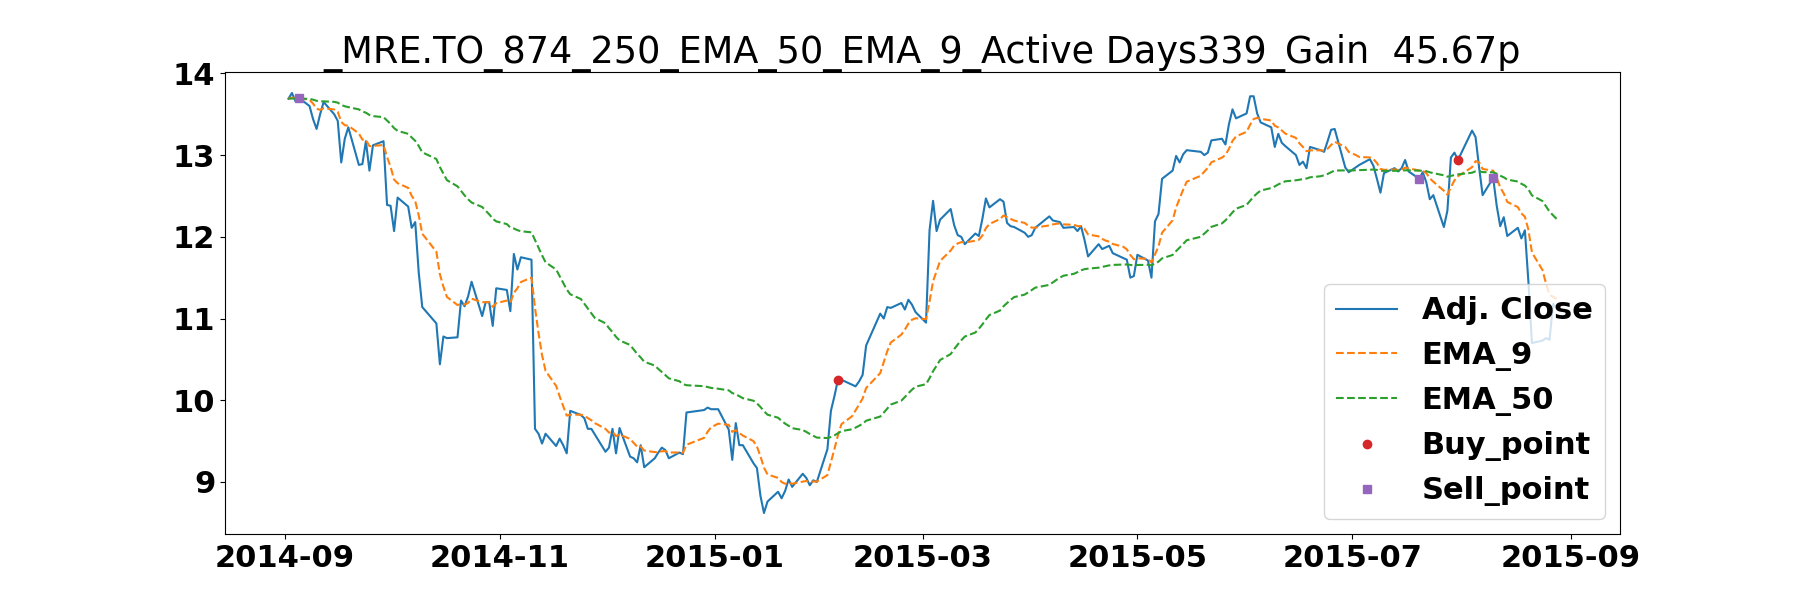 _MRE.TO_874_250_EMA_50_EMA_9_Active Days339_Gain  45.67p
14
13
12
11
10
9
Adj. Close
EMA_9
EMA_50
Buy_point
Sell_point
2014-09 2014-11 2015-01 2015-03 2015-05 2015-07 2015-09